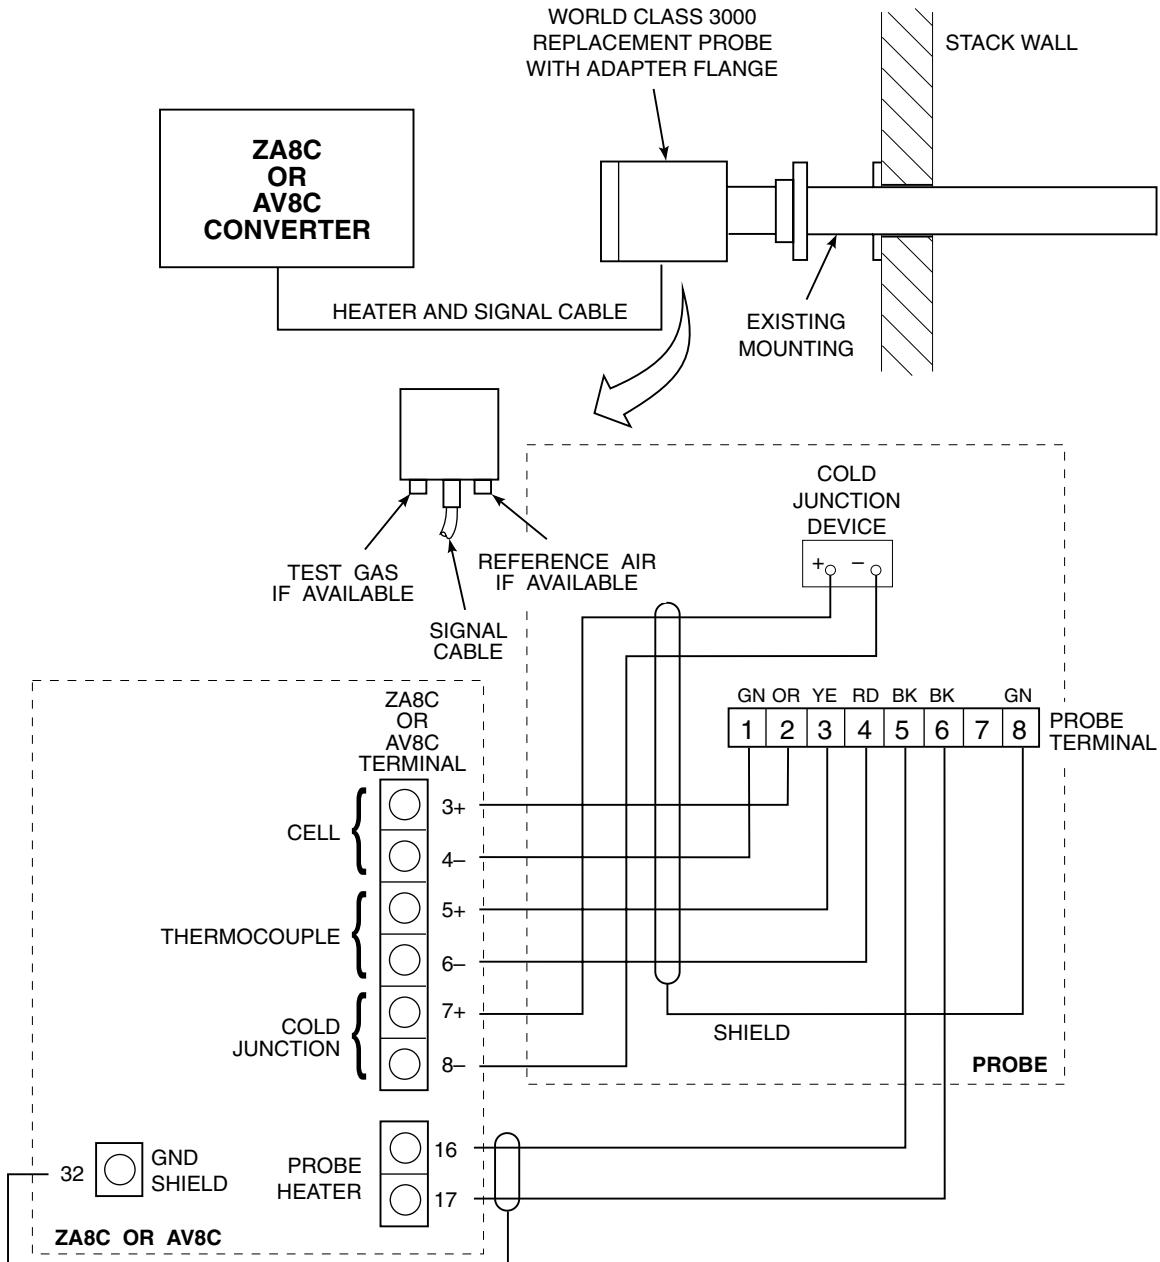 WORLD CLASS 3000
REPLACEMENT PROBE
WITH ADAPTER FLANGE
STACK WALL
ZA8C
OR
AV8C
CONVERTER
HEATER AND SIGNAL CABLE
EXISTING
MOUNTING
TEST GAS
IF AVAILABLE
REFERENCE AIR
IF AVAILABLE
SIGNAL
CABLE
COLD
JUNCTION
DEVICE
+ –
GN OR YE RD BK BK GN
1 2 3 4 5 6 7 8
PROBE
TERMINAL
ZA8C
OR
AV8C
TERMINAL
CELL
3+
4–
THERMOCOUPLE
5+
6–
COLD
JUNCTION
7+
8–
SHIELD
PROBE
32
GND
SHIELD
PROBE
HEATER
16
17
ZA8C OR AV8C